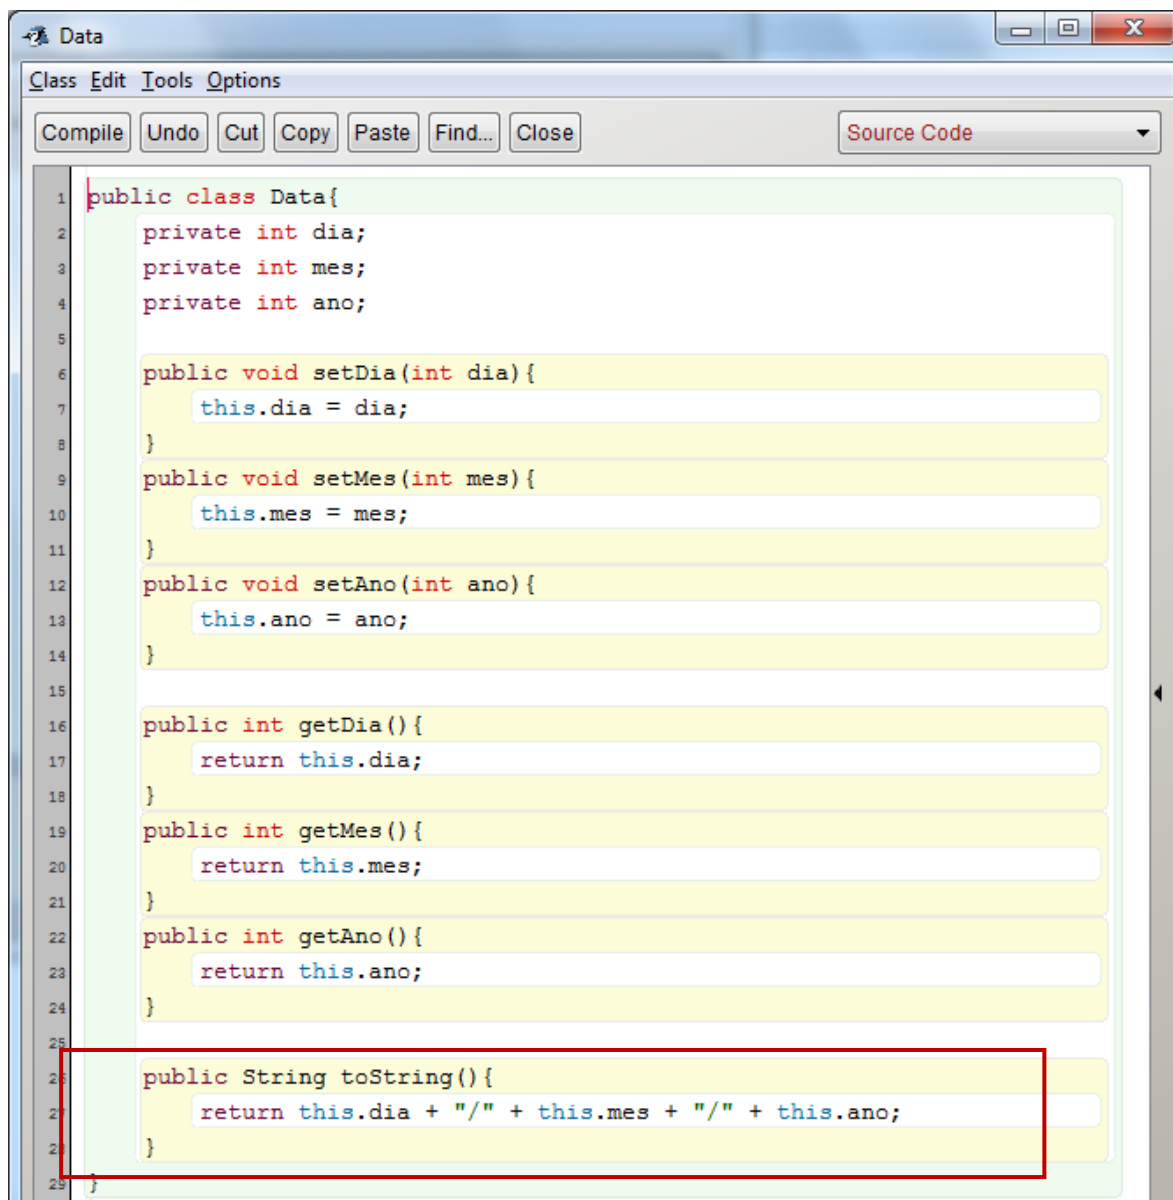 Data
Class Edit Tools Options
Compile Undo Cut Copy Paste Find... Close Source Code
1 public class Data{
2 private int dia;
3 private int mes;
4 private int ano;
5
6 public void setDia(int dia){
7 this.dia = dia;
8 }
9 public void setMes(int mes){
10 this.mes = mes;
11 }
12 public void setAno(int ano){
13 this.ano = ano;
14 }
15
16 public int getDia(){
17 return this.dia;
18 }
19 public int getMes(){
20 return this.mes;
21 }
22 public int getAno(){
23 return this.ano;
24 }
25
26 public String toString(){
27 return this.dia + "/" + this.mes + "/" + this.ano;
28 }
29 }